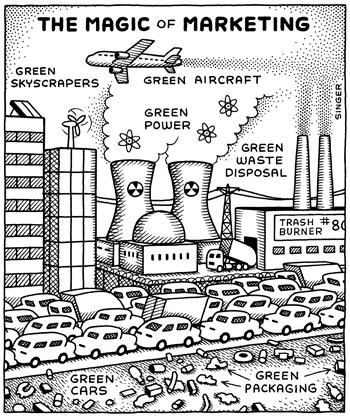 THE MAGIC OF MARKETING
GREEN
SKYSCRAPERS
GREEN AIRCRAFT
GREEN
POWER
SINGER
GREEN
WASTE
DISPOSAL
TRASH #80
BURNER
GREEN
CARS
GREEN
PACKAGING